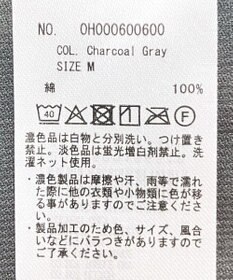 NO. 0H000600600
COL. Charcoal Gray
SIZE M
綿 100%
40 P
濃色品は白物と分別洗い。つけ置き
禁止。淡色品は蛍光増白剤禁止。洗
濯ネット使用。
・濃色製品は摩擦や汗、雨等で濡れ
た際に他の衣類や小物類に色が移
る事がありますのでご注意くださ
い。
・製品加工のため色、サイズ、風合
いなどにバラつきがありますので
ご了承ください。